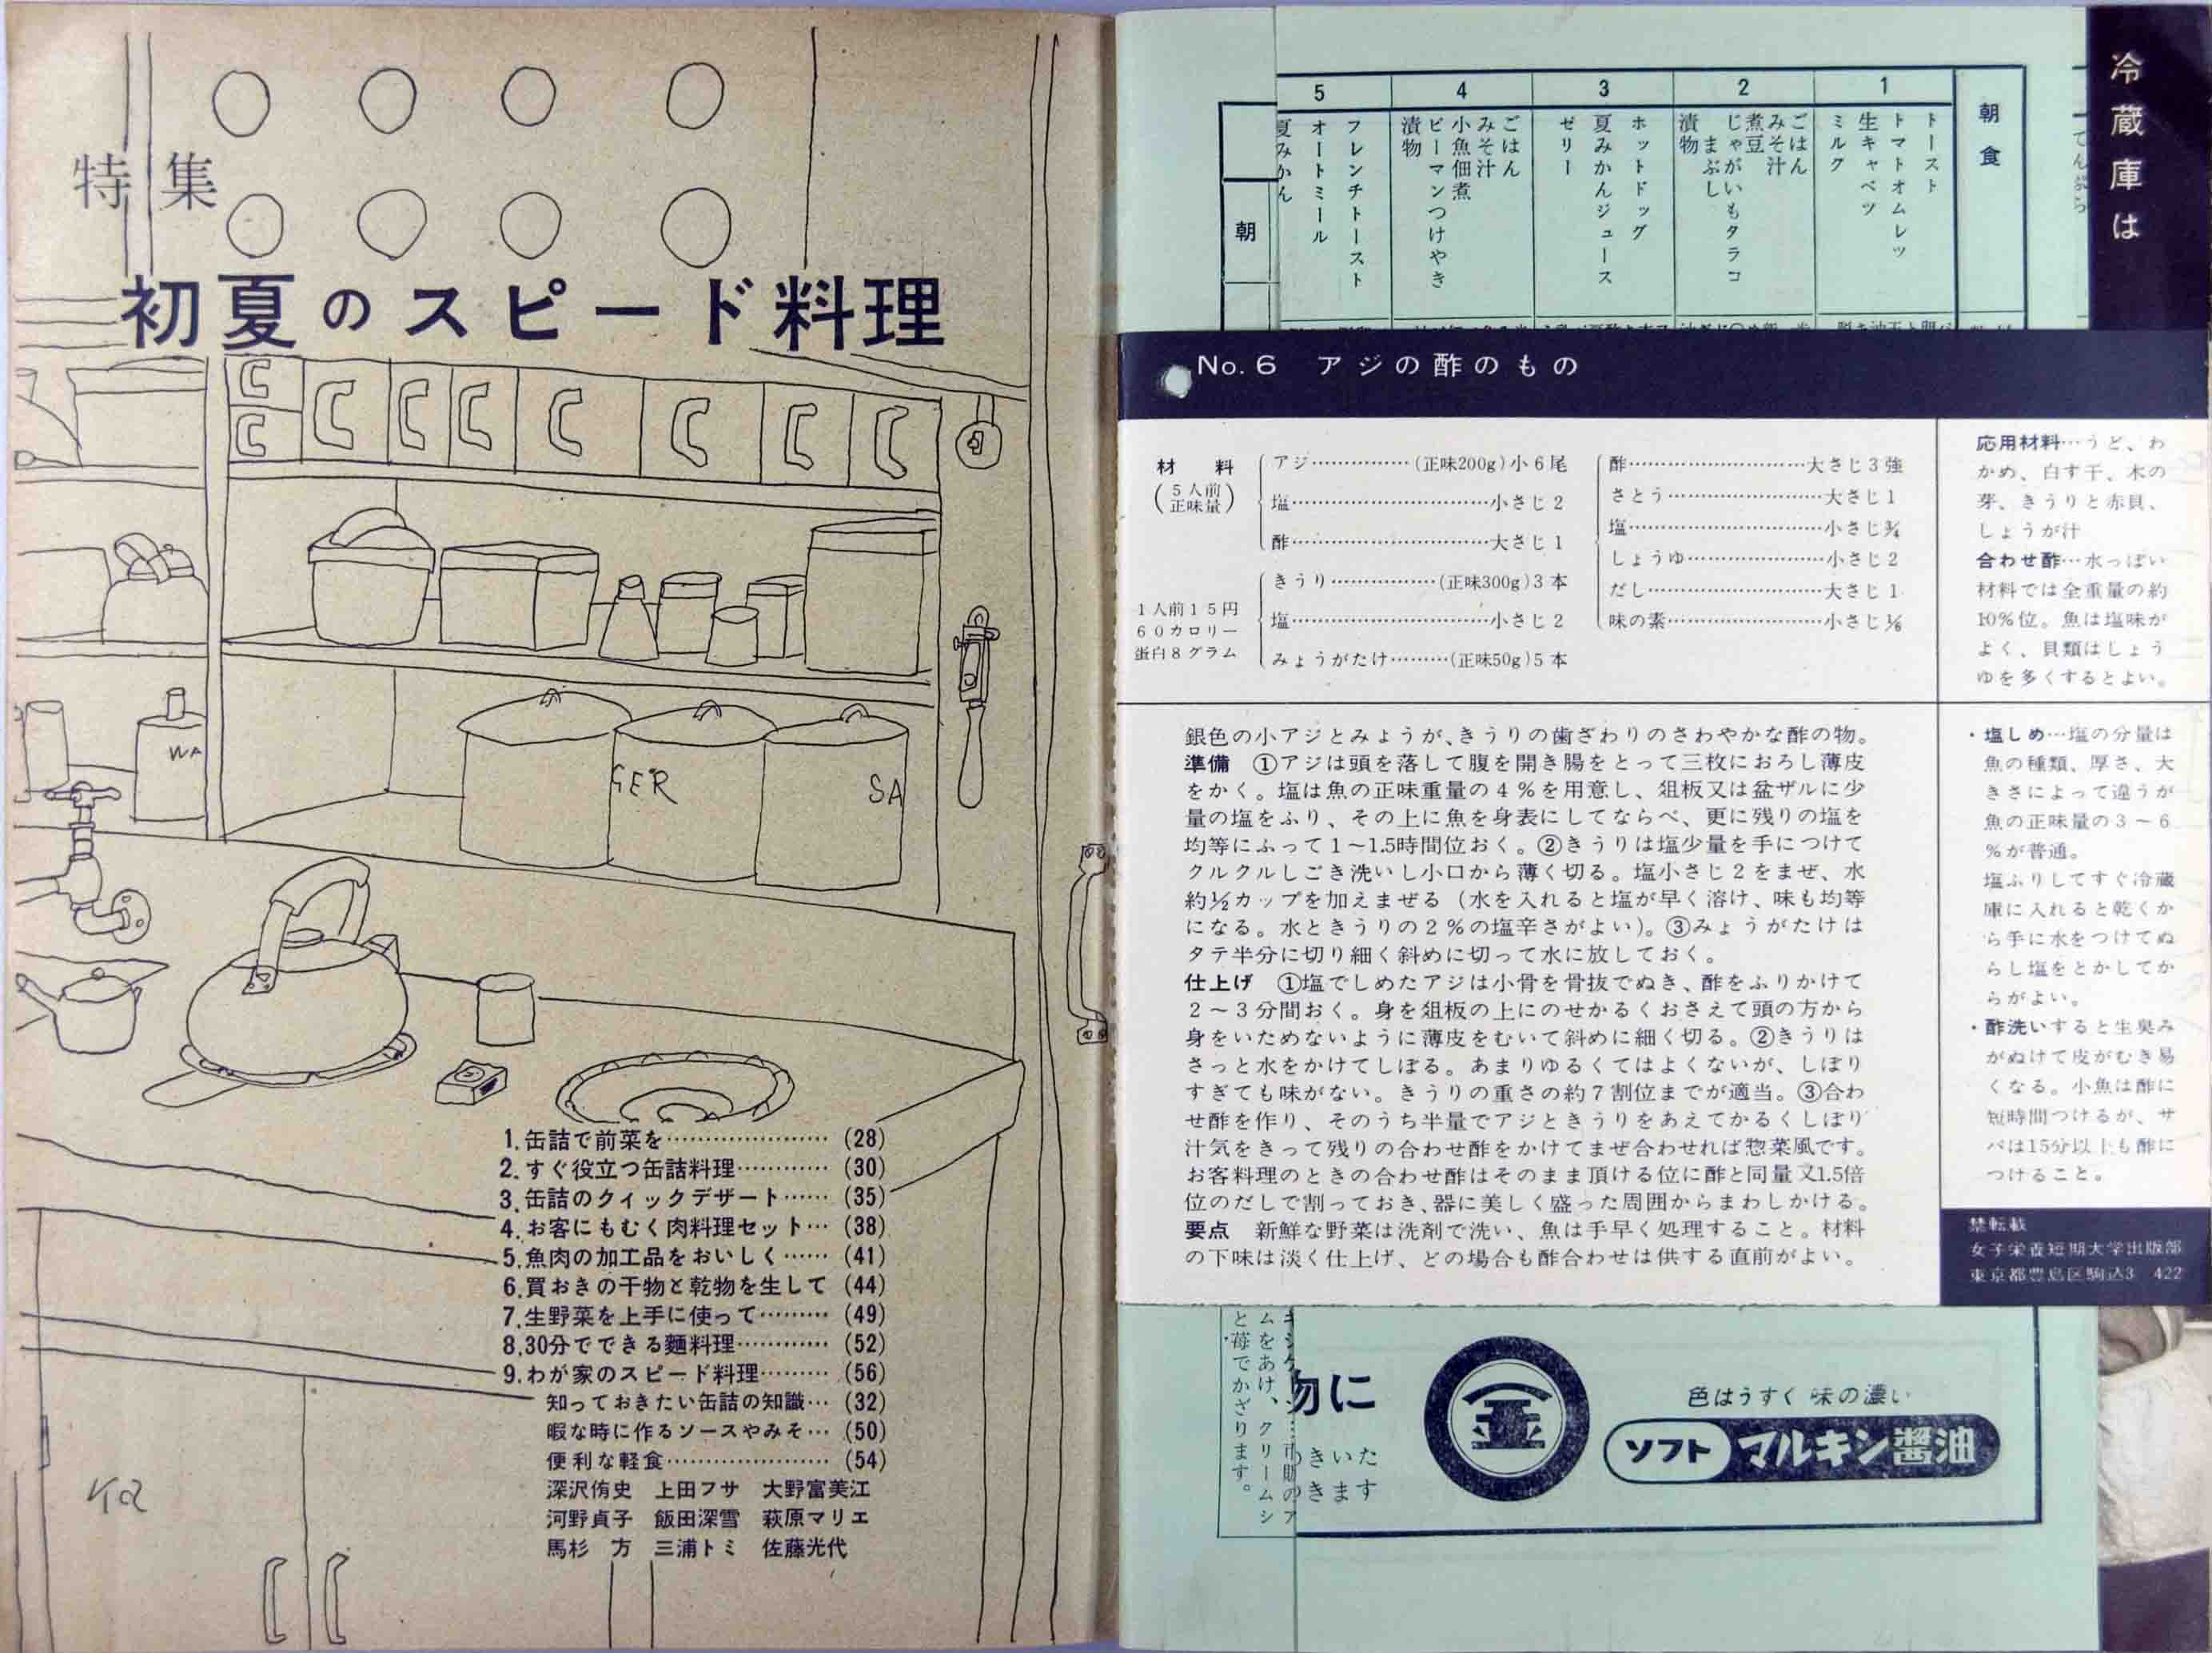 特集
初夏のスピード料理
WA
GER
SA
1.缶詰で前菜を…………………(28)
2.すぐ役立つ缶詰料理…………(30)
3.缶詰のクイックデザート……(35)
4.お客にもむく肉料理セット…(38)
5.魚肉の加工品をおいしく……(41)
6.買おきの干物と乾物を生して(44)
7.生野菜を上手に使って………(49)
8.30分でできる麺料理…………(52)
9.わが家のスピード料理………(56)
知っておきたい缶詰の知識…(32)
暇な時に作るソースやみそ…(50)
便利な軽食…………………(54)
深沢侑史 上田フサ 大野富美江
河野貞子 飯田深雪 萩原マリエ
馬杉 方 三浦トミ 佐藤光代
冷蔵庫は
てんぷら
朝食
1
トースト
トマトオムレツ
生キャベツ
ミルク
2
ごはん
みそ汁
煮豆
じゃがいもタラコ
まぶし
漬物
3
ホットドッグ
夏みかんジュース
ゼリー
4
ごはん
みそ汁
小魚佃煮
ピーマンつけやき
漬物
5
フレンチトースト
オートミール
夏みかん
朝
No. 6 アジの酢のもの
材料
(5人前正味量)
1人前15円
60カロリー
蛋白8グラム
アジ……………(正味200g)小6尾
塩…………………………小さじ2
酢…………………………大さじ1
きうり……………(正味300g)3本
塩…………………………小さじ2
みょうがたけ………(正味50g)5本
酢………………………大さじ3強
さとう……………………大さじ1
塩…………………………小さじ¾
しょうゆ…………………小さじ2
だし………………………大さじ1
味の素……………………小さじ⅙
応用材料…うど、わ
かめ、白す干、木の
芽、きうりと赤貝、
しょうが汁
合わせ酢…水っぽい
材料では全重量の約
10%位。魚は塩味が
よく、貝類はしょう
ゆを多くするとよい。
銀色の小アジとみょうが、きうりの歯ぎわりのさわやかな酢の物。
準備 ①アジは頭を落して腹を開き腸をとって三枚におろし薄皮
をかく。塩は魚の正味重量の4%を用意し、俎板又は盆ザルに少
量の塩をふり、その上に魚を身表にしてならべ、更に残りの塩を
均等にふって1〜1.5時間位おく。②きうりは塩少量を手につけて
クルクルしごき洗いし小口から薄く切る。塩小さじ2をまぜ、水
約½カップを加えまぜる(水を入れると塩が早く溶け、味も均等
になる。水ときうりの2%の塩辛さがよい)。③みょうがたけは
タテ半分に切り細く斜めに切って水に放しておく。
仕上げ ①塩でしめたアジは小骨を骨抜でぬき、酢をふりかけて
2〜3分間おく。身を俎板の上にのせかるくおさえて頭の方から
身をいためないように薄皮をむいて斜めに細く切る。②きうりは
さっと水をかけてしぼる。あまりゆるくてはよくないが、しぼり
すぎても味がない。きうりの重さの約7割位までが適当。③合わ
せ酢を作り、そのうち半量でアジときうりをあえてかるくしぼり
汁気をきって残りの合わせ酢をかけてまぜ合わせれば惣菜風です。
お客料理のときの合わせ酢はそのまま頂ける位に酢と同量又1.5倍
位のだしで割っておき、器に美しく盛った周囲からまわしかける。
要点 新鮮な野菜は洗剤で洗い、魚は手早く処理すること。材料
の下味は淡く仕上げ、どの場合も酢合わせは供する直前がよい。
・塩しめ…塩の分量は
魚の種類、厚さ、大
きさによって違うが
魚の正味量の3〜6
%が普通。
塩ふりしてすぐ冷蔵
庫に入れると乾くか
ら手に水をつけてぬ
らし塩をとかしてか
らがよい。
・酢洗いすると生臭み
がぬけて皮がむき易
くなる。小魚は酢に
短時間つけるが、サ
バは15分以上も酢に
つけること。
禁転載
女子栄養短期大学出版部
東京都豊島区駒込3 422
ムをあけ、クリームシ
と苺でかざります。
市販のア
物に
きいた
きます
色はうすく 味の濃い
ソフト マルキン醤油